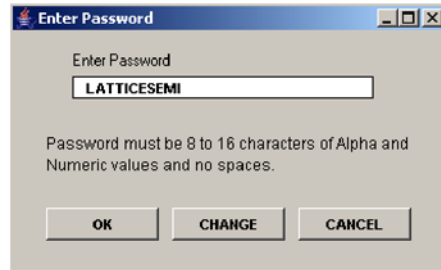 Enter Password
Enter Password
LATTICESEMI
Password must be 8 to 16 characters of Alpha and
Numeric values and no spaces.
OK CHANGE CANCEL